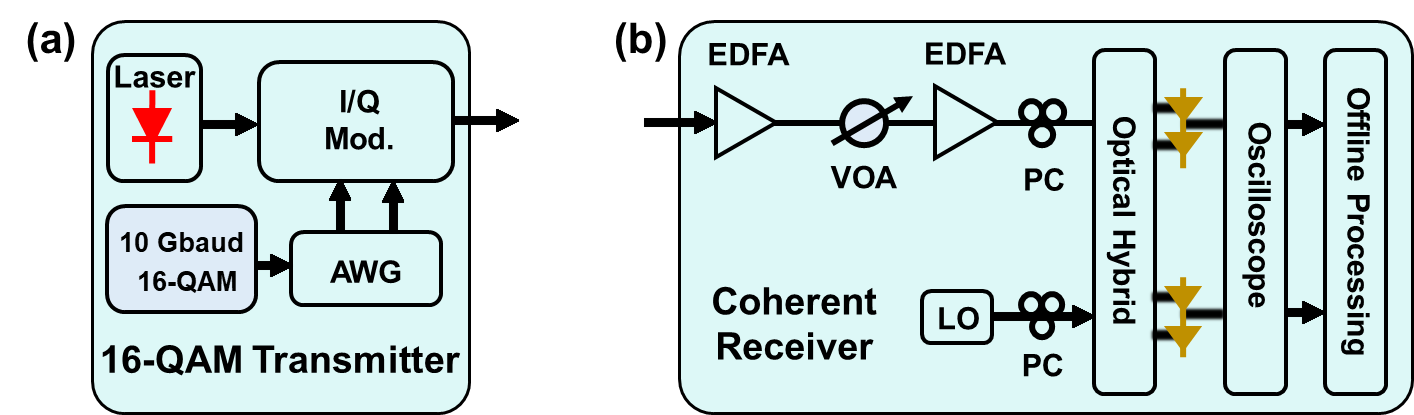 (a)
Laser
I/Q
Mod.
10 Gbaud
16-QAM
AWG
16-QAM Transmitter
(b)
EDFA
EDFA
VOA
PC
Coherent
Receiver
LO
PC
Optical Hybrid
Oscilloscope
Offline Processing